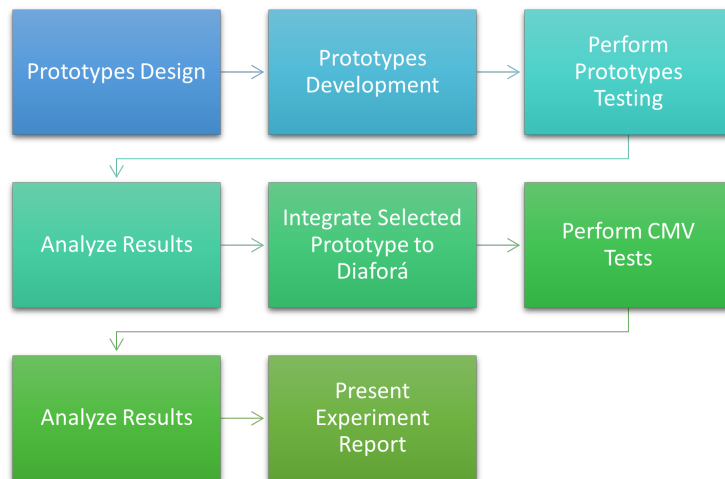 Prototypes Design
Prototypes
Development
Perform
Prototypes
Testing
Analyze Results
Integrate Selected
Prototype to
Diaforá
Perform CMV
Tests
Analyze Results
Present
Experiment
Report